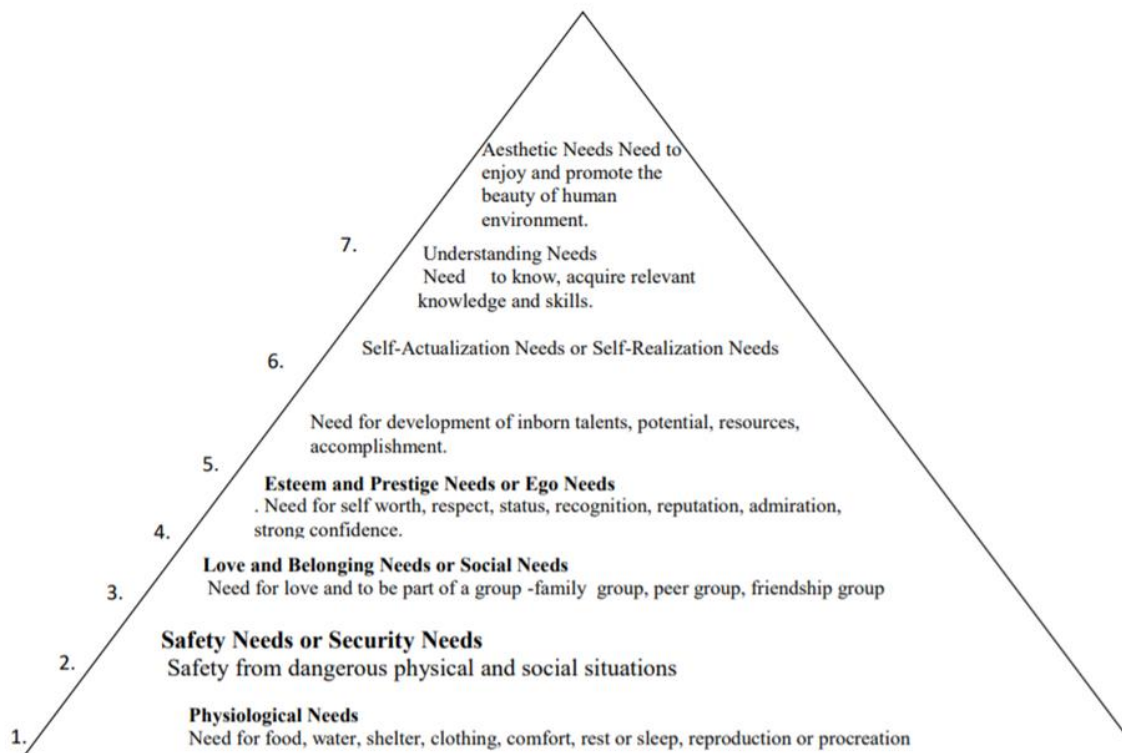 Aesthetic Needs Need to
enjoy and promote the
beauty of human
environment.
7.
Understanding Needs
Need to know, acquire relevant
knowledge and skills.
6.
Self-Actualization Needs or Self-Realization Needs
Need for development of inborn talents, potential, resources,
accomplishment.
5.
Esteem and Prestige Needs or Ego Needs
. Need for self worth, respect, status, recognition, reputation, admiration,
strong confidence.
4.
Love and Belonging Needs or Social Needs
Need for love and to be part of a group -family group, peer group, friendship group
3.
Safety Needs or Security Needs
Safety from dangerous physical and social situations
2.
Physiological Needs
Need for food, water, shelter, clothing, comfort, rest or sleep, reproduction or procreation
1.